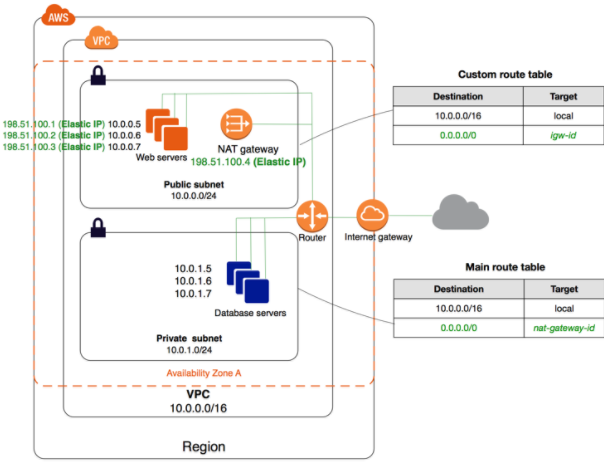 AWS
VPC
198.51.100.1 (Elastic IP) 10.0.0.5
198.51.100.2 (Elastic IP) 10.0.0.6
198.51.100.3 (Elastic IP) 10.0.0.7
Web servers
NAT gateway
198.51.100.4 (Elastic IP)
Public subnet
10.0.0.0/24
Custom route table
Destination Target
10.0.0.0/16 local
0.0.0.0/0 igw-id
Router
Internet gateway
10.0.1.5
10.0.1.6
10.0.1.7
Database servers
Private subnet
10.0.1.0/24
Main route table
Destination Target
10.0.0.0/16 local
0.0.0.0/0 nat-gateway-id
Availability Zone A
VPC
10.0.0.0/16
Region